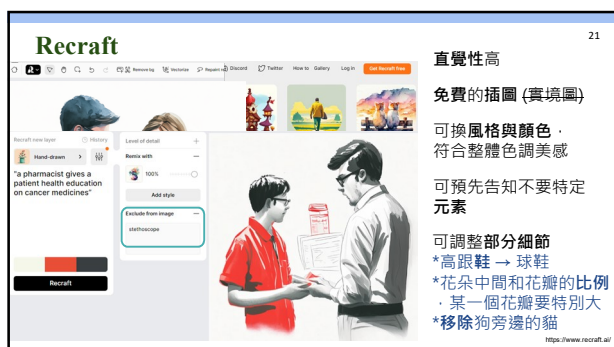 21
Recraft
Remove bg Vectorize Repaint
Discord Twitter How to Gallery Log in Get Recraft free
Recraft new layer History
Hand-drawn
"a pharmacist gives a
patient health education
on cancer medicines"
Recraft
Level of detail
Remix with
100%
Add style
Exclude from image
stethoscope
直覺性高
免費的插圖 (實境圖)
可換風格與顏色，
符合整體色調美感
可預先告知不要特定
元素
可調整部分細節
*高跟鞋 → 球鞋
*花朵中間和花瓣的比例
，某一個花瓣要特別大
*移除狗旁邊的貓
https://www.recraft.ai/